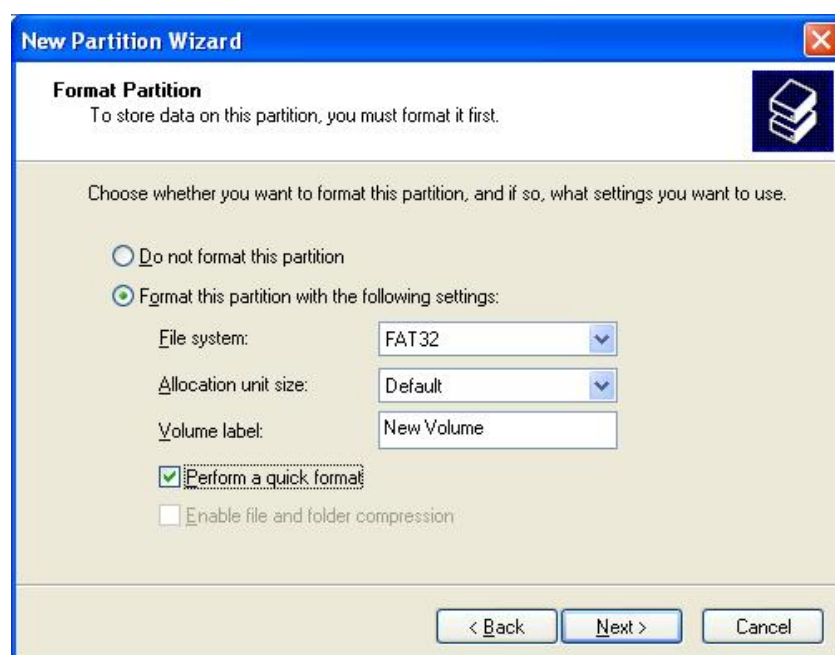 New Partition Wizard
Format Partition
To store data on this partition, you must format it first.
Choose whether you want to format this partition, and if so, what settings you want to use.
Do not format this partition
Format this partition with the following settings:
File system: FAT32
Allocation unit size: Default
Volume label: New Volume
Perform a quick format
Enable file and folder compression
< Back Next > Cancel